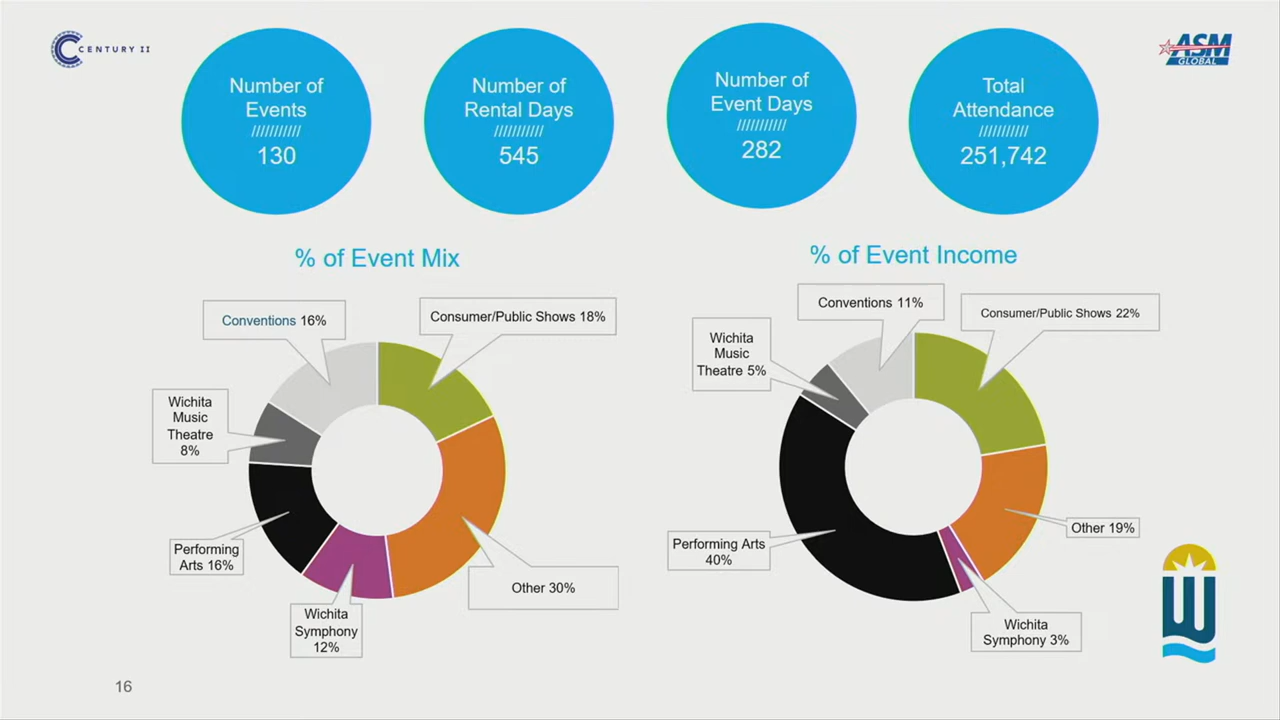 CENTURY II
ASM
GLOBAL
Number of
Events
///////////
130
Number of
Rental Days
///////////
545
Number of
Event Days
///////////
282
Total
Attendance
///////////
251,742
% of Event Mix
Conventions 16%
Consumer/Public Shows 18%
Wichita
Music
Theatre
8%
Performing
Arts 16%
Wichita
Symphony
12%
Other 30%
% of Event Income
Conventions 11%
Consumer/Public Shows 22%
Wichita
Music
Theatre 5%
Performing Arts
40%
Other 19%
Wichita
Symphony 3%
W
16